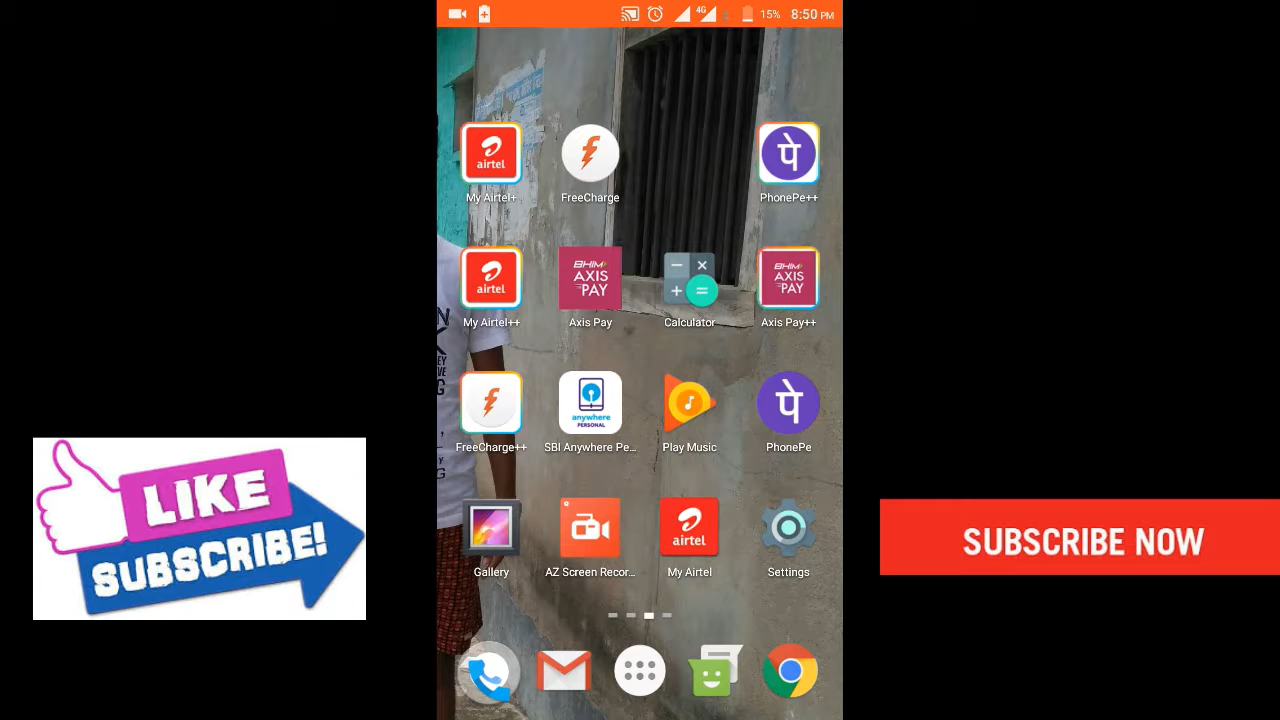 4G
15%
8:50 PM
airtel
पे
My Airtel+
FreeCharge
PhonePe++
airtel
BHIM
AXIS
PAY
BHIM
AXIS
PAY
My Airtel++
Axis Pay
Calculator
Axis Pay++
anywhere
PERSONAL
पे
FreeCharge++
SBI Anywhere Pe...
Play Music
PhonePe
LIKE
SUBSCRIBE!
airtel
SUBSCRIBE NOW
Gallery
AZ Screen Recor...
My Airtel
Settings